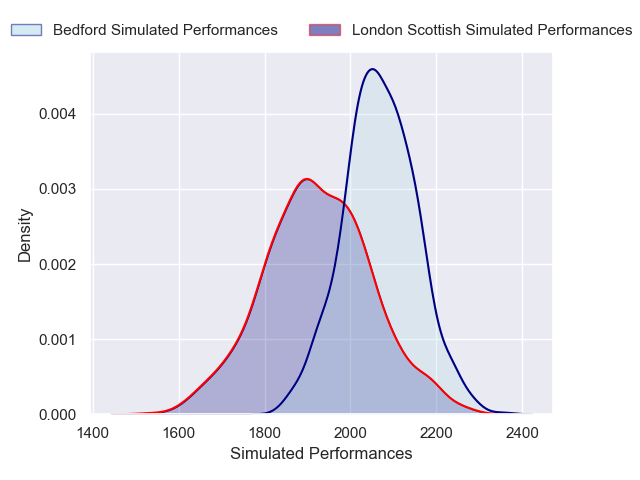 Bedford Simulated Performances London Scottish Simulated Performances
0.004
0.003
0.002
0.001
0.000
Density
1400 1600 1800 2000 2200 2400
Simulated Performances